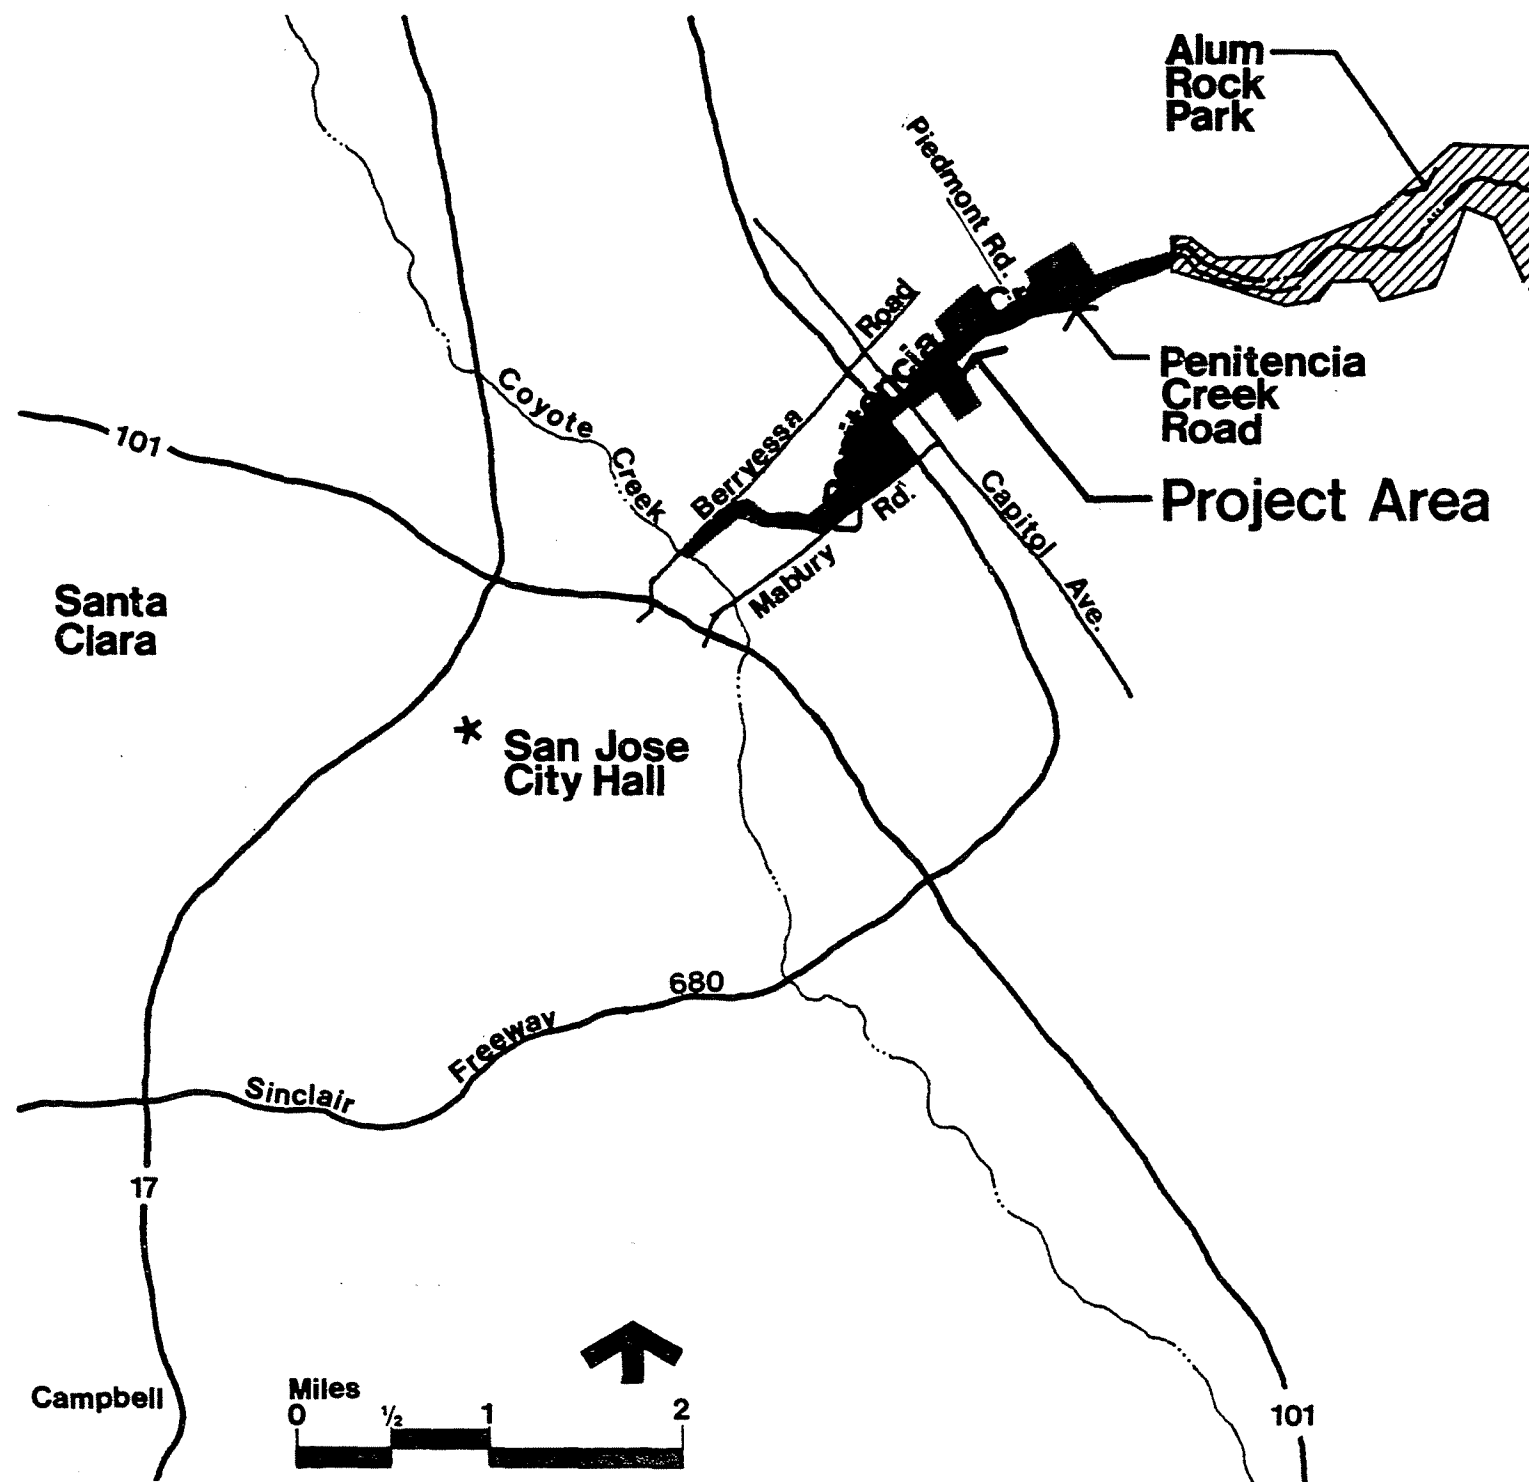 Alum
Rock
Park
Piedmont Rd.
Road
Berryessa
Penitencia
Creek
Road
Project Area
Coyote
Creek
101
Rd.
Mabury
Capitol
Ave.
Santa
Clara
San Jose
City Hall
680
Freeway
Sinclair
17
Campbell
Miles
0 ½ 1 2
101